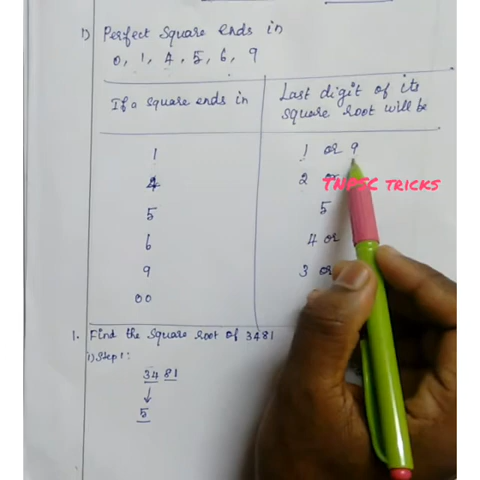 1) Perfect Square ends in
0, 1, 4, 5, 6, 9
If a square ends in
Last digit of its
square root will be
1
1 or 9
4
2 or
TNPSC tricks
5
5
6
4 or
9
3 or
00
1. Find the Square root of 3481
i) Step 1:
34 81
↓
5